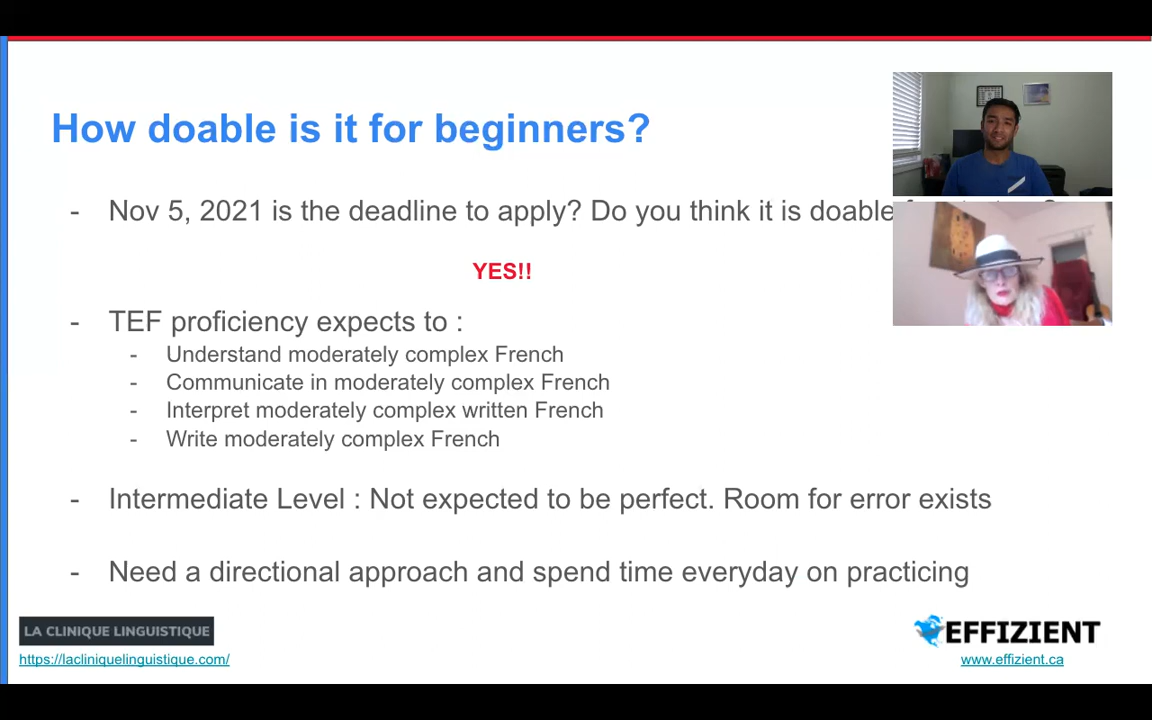 How doable is it for beginners?
- Nov 5, 2021 is the deadline to apply? Do you think it is doable
YES!!
- TEF proficiency expects to :
- Understand moderately complex French
- Communicate in moderately complex French
- Interpret moderately complex written French
- Write moderately complex French
- Intermediate Level : Not expected to be perfect. Room for error exists
- Need a directional approach and spend time everyday on practicing
LA CLINIQUE LINGUISTIQUE
https://lacliniquelinguistique.com/
EFFIZIENT
www.effizient.ca